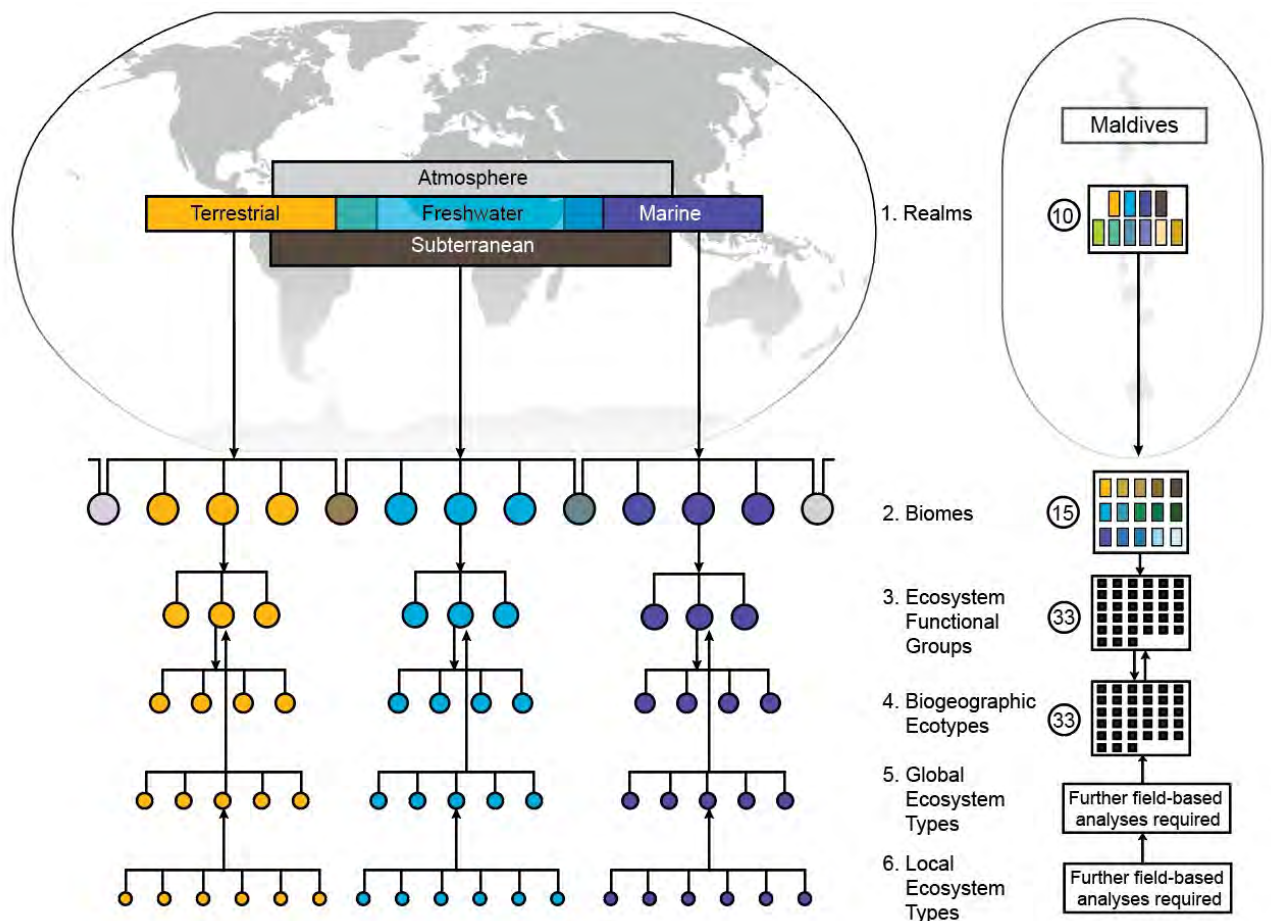 Maldives
Atmosphere
Terrestrial
Freshwater
Marine
Subterranean
1. Realms
10
2. Biomes
15
3. Ecosystem
Functional
Groups
33
4. Biogeographic
Ecotypes
33
5. Global
Ecosystem
Types
Further field-based
analyses required
6. Local
Ecosystem
Types
Further field-based
analyses required